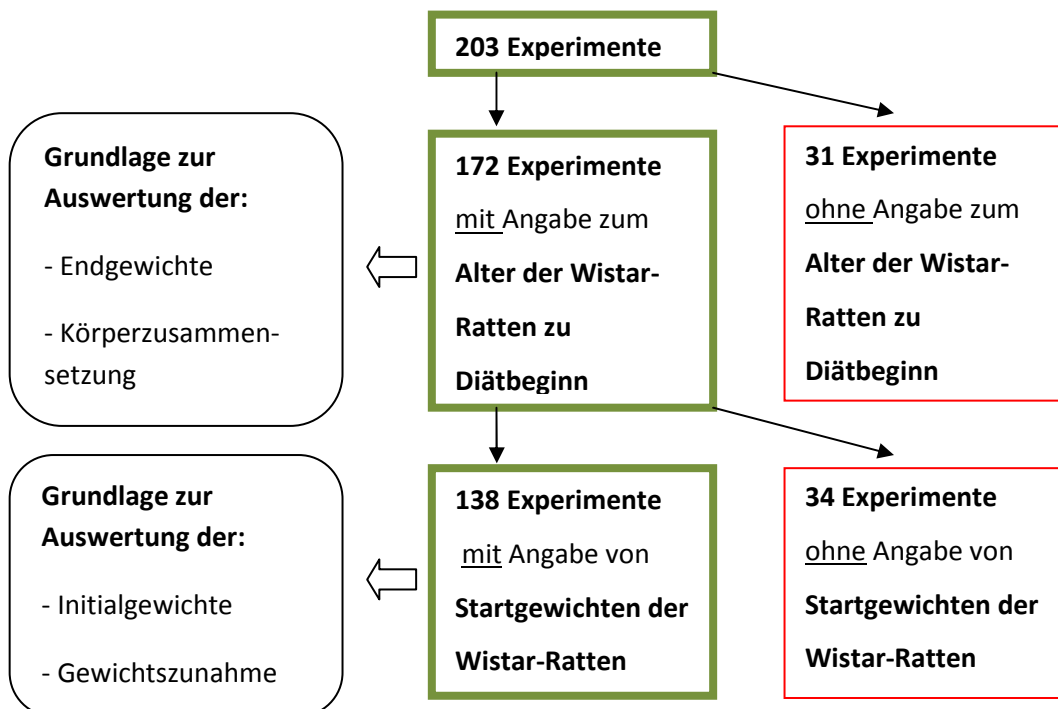 203 Experimente
Grundlage zur
Auswertung der:
- Endgewichte
- Körperzusammen-
setzung
172 Experimente
mit Angabe zum
Alter der Wistar-
Ratten zu
Diätbeginn
31 Experimente
ohne Angabe zum
Alter der Wistar-
Ratten zu
Diätbeginn
Grundlage zur
Auswertung der:
- Initialgewichte
- Gewichtszunahme
138 Experimente
mit Angabe von
Startgewichten der
Wistar-Ratten
34 Experimente
ohne Angabe von
Startgewichten der
Wistar-Ratten